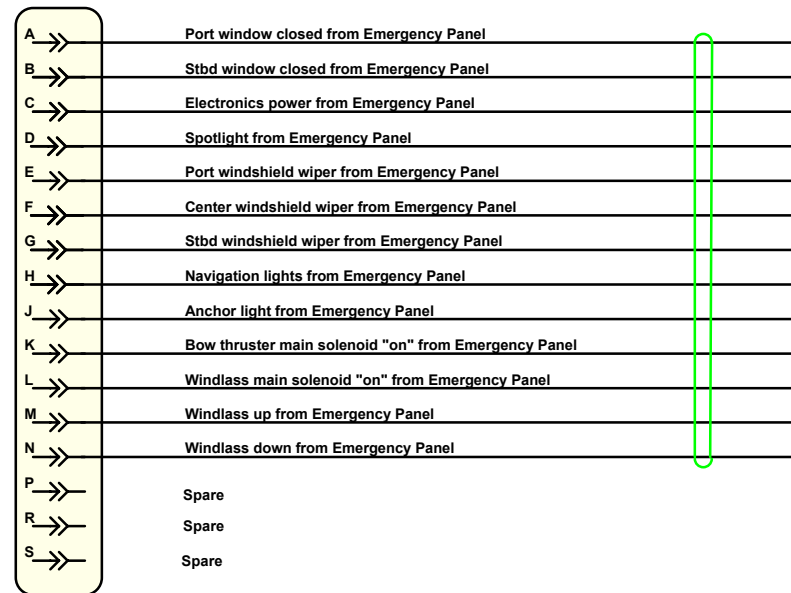 A Port window closed from Emergency Panel
B Stbd window closed from Emergency Panel
C Electronics power from Emergency Panel
D Spotlight from Emergency Panel
E Port windshield wiper from Emergency Panel
F Center windshield wiper from Emergency Panel
G Stbd windshield wiper from Emergency Panel
H Navigation lights from Emergency Panel
J Anchor light from Emergency Panel
K Bow thruster main solenoid "on" from Emergency Panel
L Windlass main solenoid "on" from Emergency Panel
M Windlass up from Emergency Panel
N Windlass down from Emergency Panel
P Spare
R Spare
S Spare